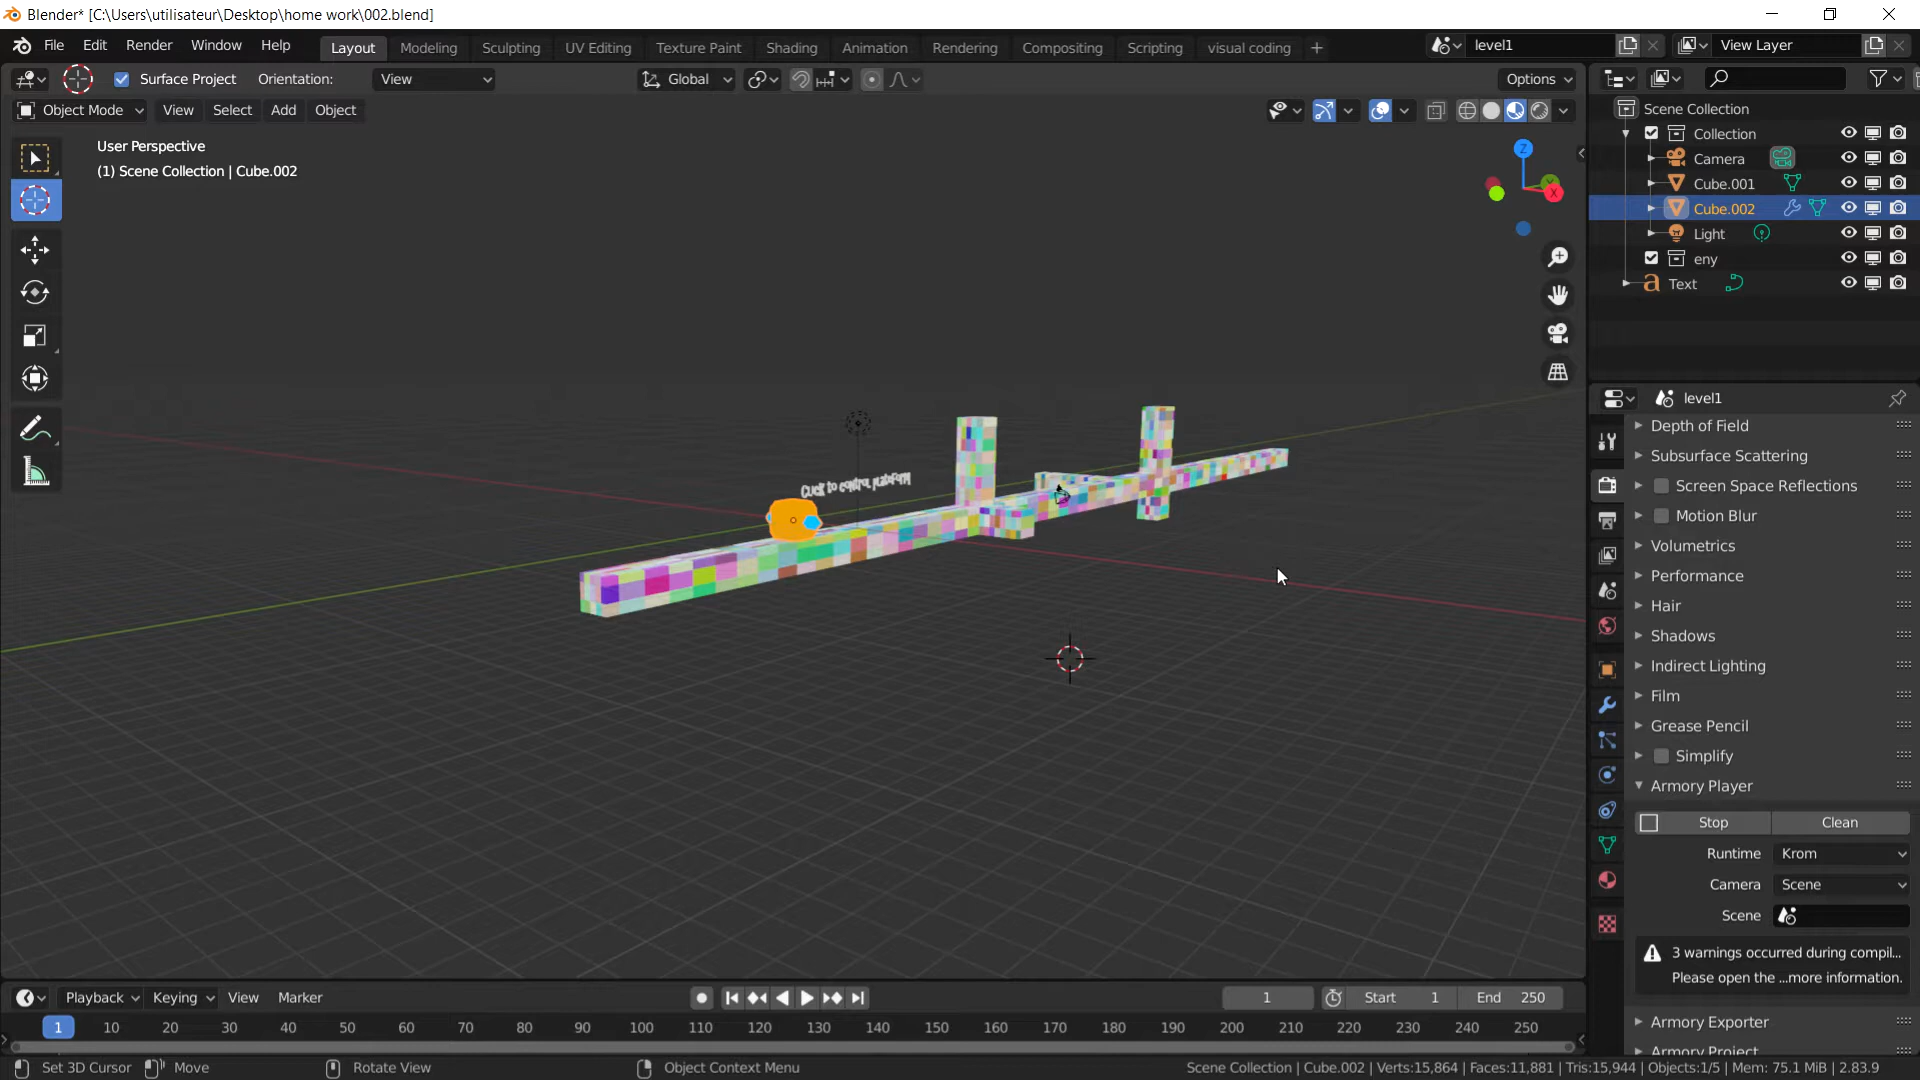 Blender* [C:\Users\utilisateur\Desktop\home work\002.blend]
File Edit Render Window Help
Layout Modeling Sculpting UV Editing Texture Paint Shading Animation Rendering Compositing Scripting visual coding +
level1
View Layer
Surface Project Orientation: View
Global
Options
Object Mode View Select Add Object
User Perspective
(1) Scene Collection | Cube.002
Z
X
Click to control plateform
Scene Collection
Collection
Camera
Cube.001
Cube.002
Light
eny
Text
level1
Depth of Field
Subsurface Scattering
Screen Space Reflections
Motion Blur
Volumetrics
Performance
Hair
Shadows
Indirect Lighting
Film
Grease Pencil
Simplify
Armory Player
Stop Clean
Runtime Krom
Camera Scene
Scene
3 warnings occurred during compil...
Please open the ...more information.
Armory Exporter
Armory Project
Playback Keying View Marker
1 Start 1 End 250
1 10 20 30 40 50 60 70 80 90 100 110 120 130 140 150 160 170 180 190 200 210 220 230 240 250
Set 3D Cursor Move Rotate View Object Context Menu
Scene Collection | Cube.002 | Verts:15,864 | Faces:11,881 | Tris:15,944 | Objects:1/5 | Mem: 75.1 MiB | 2.83.9